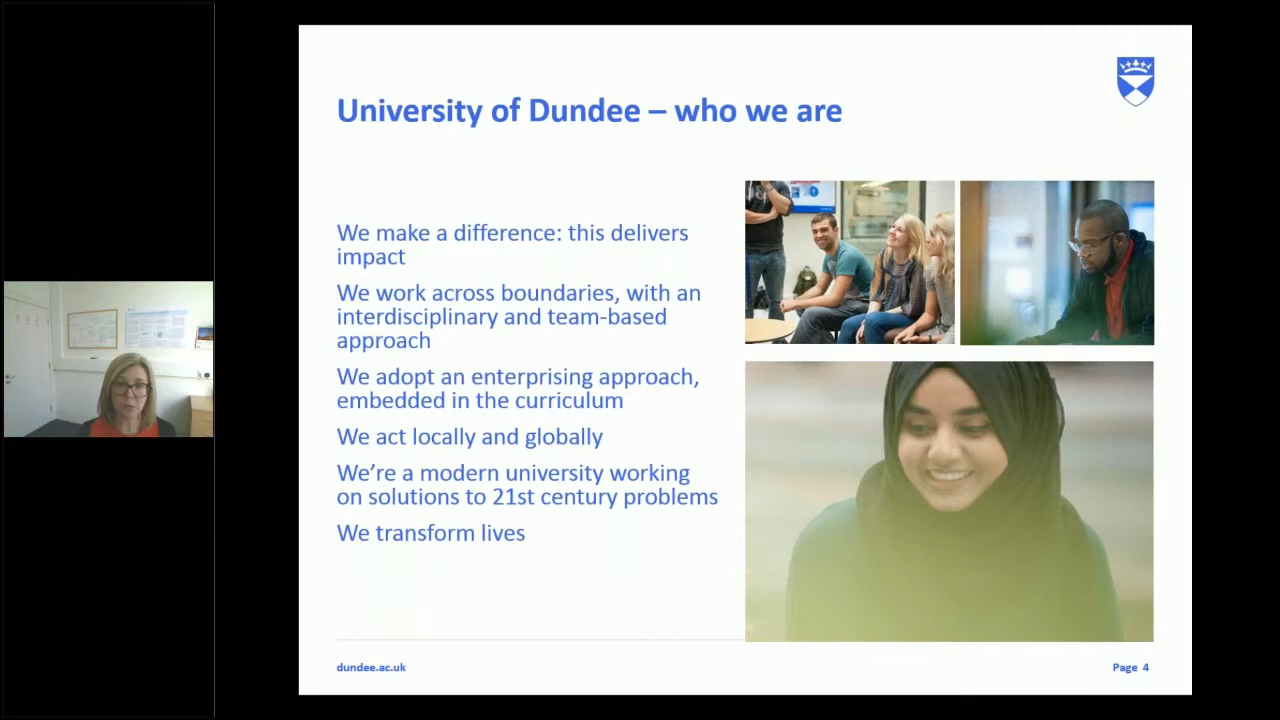 University of Dundee – who we are
We make a difference: this delivers
impact
We work across boundaries, with an
interdisciplinary and team-based
approach
We adopt an enterprising approach,
embedded in the curriculum
We act locally and globally
We’re a modern university working
on solutions to 21st century problems
We transform lives
dundee.ac.uk
Page 4